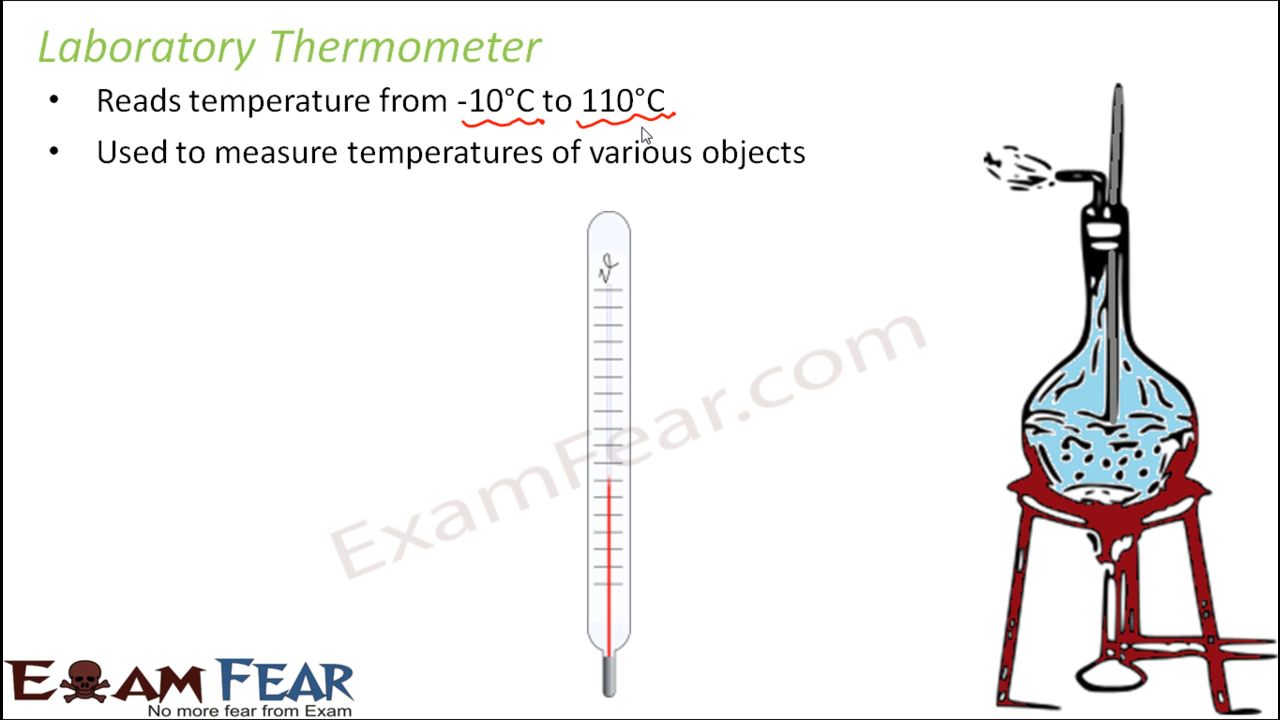 Laboratory Thermometer
• Reads temperature from -10°C to 110°C
• Used to measure temperatures of various objects
ExamFear.com
EXAM FEAR
No more fear from Exam